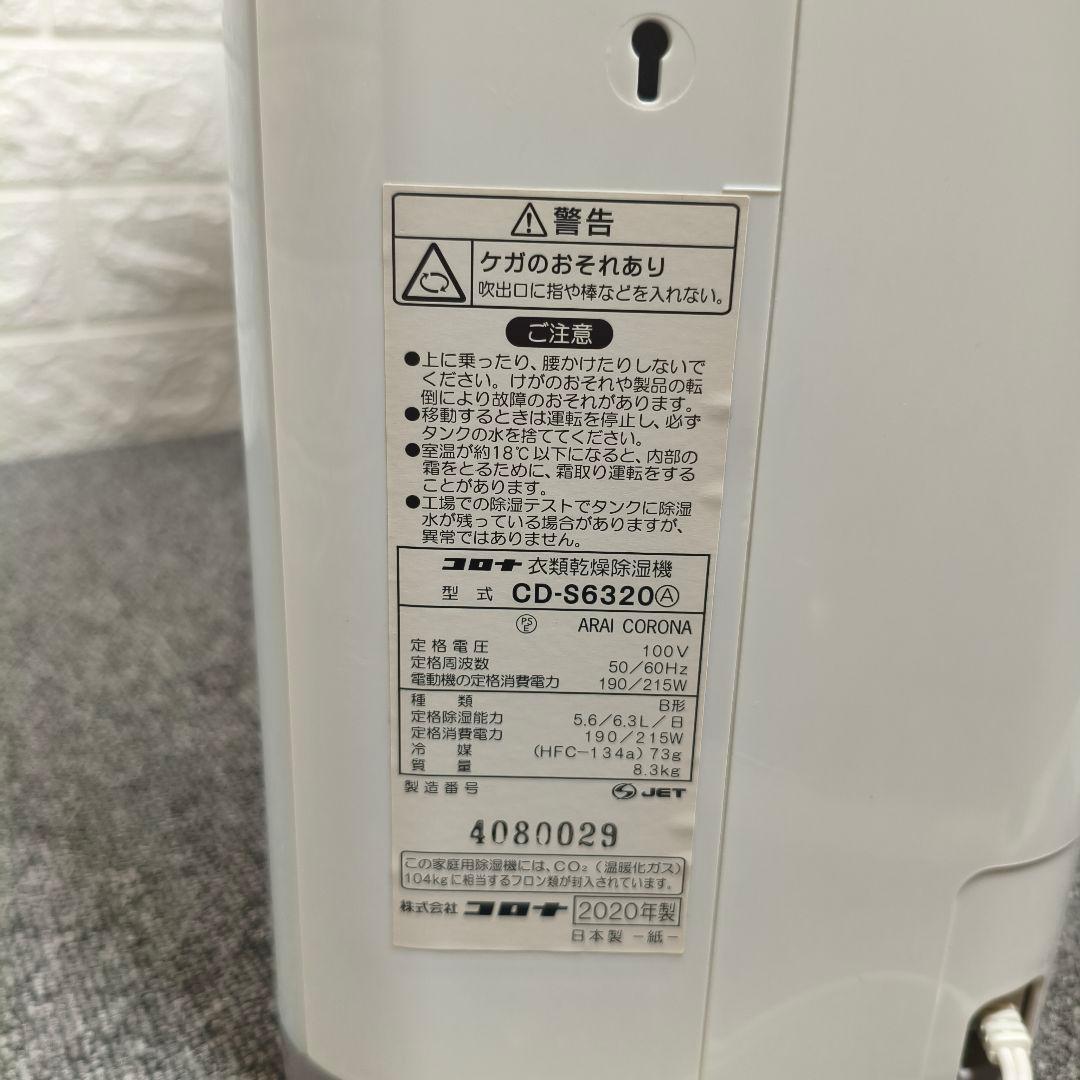 警告
ケガのおそれあり
吹出口に指や棒などを入れない。
ご注意
●上に乗ったり、腰かけたりしないで
ください。けがのおそれや製品の転
倒により故障のおそれがあります。
●移動するときは運転を停止し、必ず
タンクの水を捨ててください。
●室温が約18℃以下になると、内部の
霜をとるために、霜取り運転をする
ことがあります。
●工場での除湿テストでタンクに除湿
水が残っている場合がありますが、
異常ではありません。
コロナ 衣類乾燥除湿機
型式 CD-S6320Ⓐ
PSE ARAI CORONA
定格電圧 100V
定格周波数 50/60Hz
電動機の定格消費電力 190/215W
種類 B形
定格除湿能力 5.6/6.3L/日
定格消費電力 190/215W
冷媒 (HFC-134a) 73g
質量 8.3kg
製造番号 JET
4080029
この家庭用除湿機には、CO₂(温暖化ガス)
104kgに相当するフロン類が封入されています。
株式会社 コロナ 2020年製
日本製 -紙-